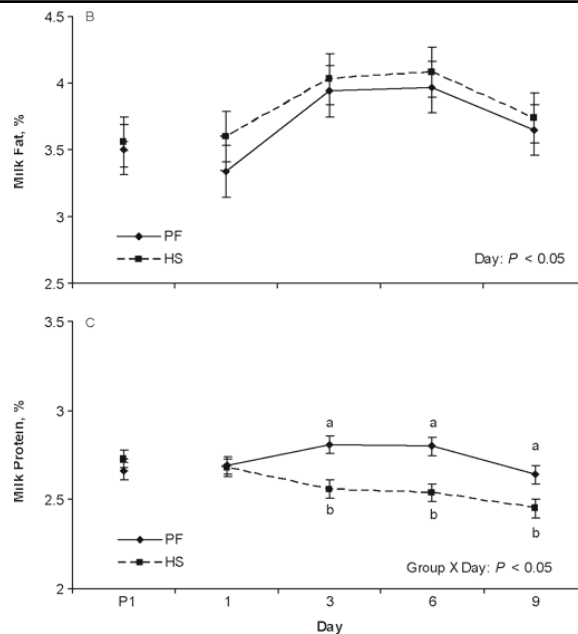 B
4.5
4
3.5
3
2.5
Milk Fat, %
PF
HS
Day: P < 0.05
C
3.5
3
2.5
2
Milk Protein, %
a
a
a
b
b
b
PF
HS
Group X Day: P < 0.05
P1 1 3 6 9
Day